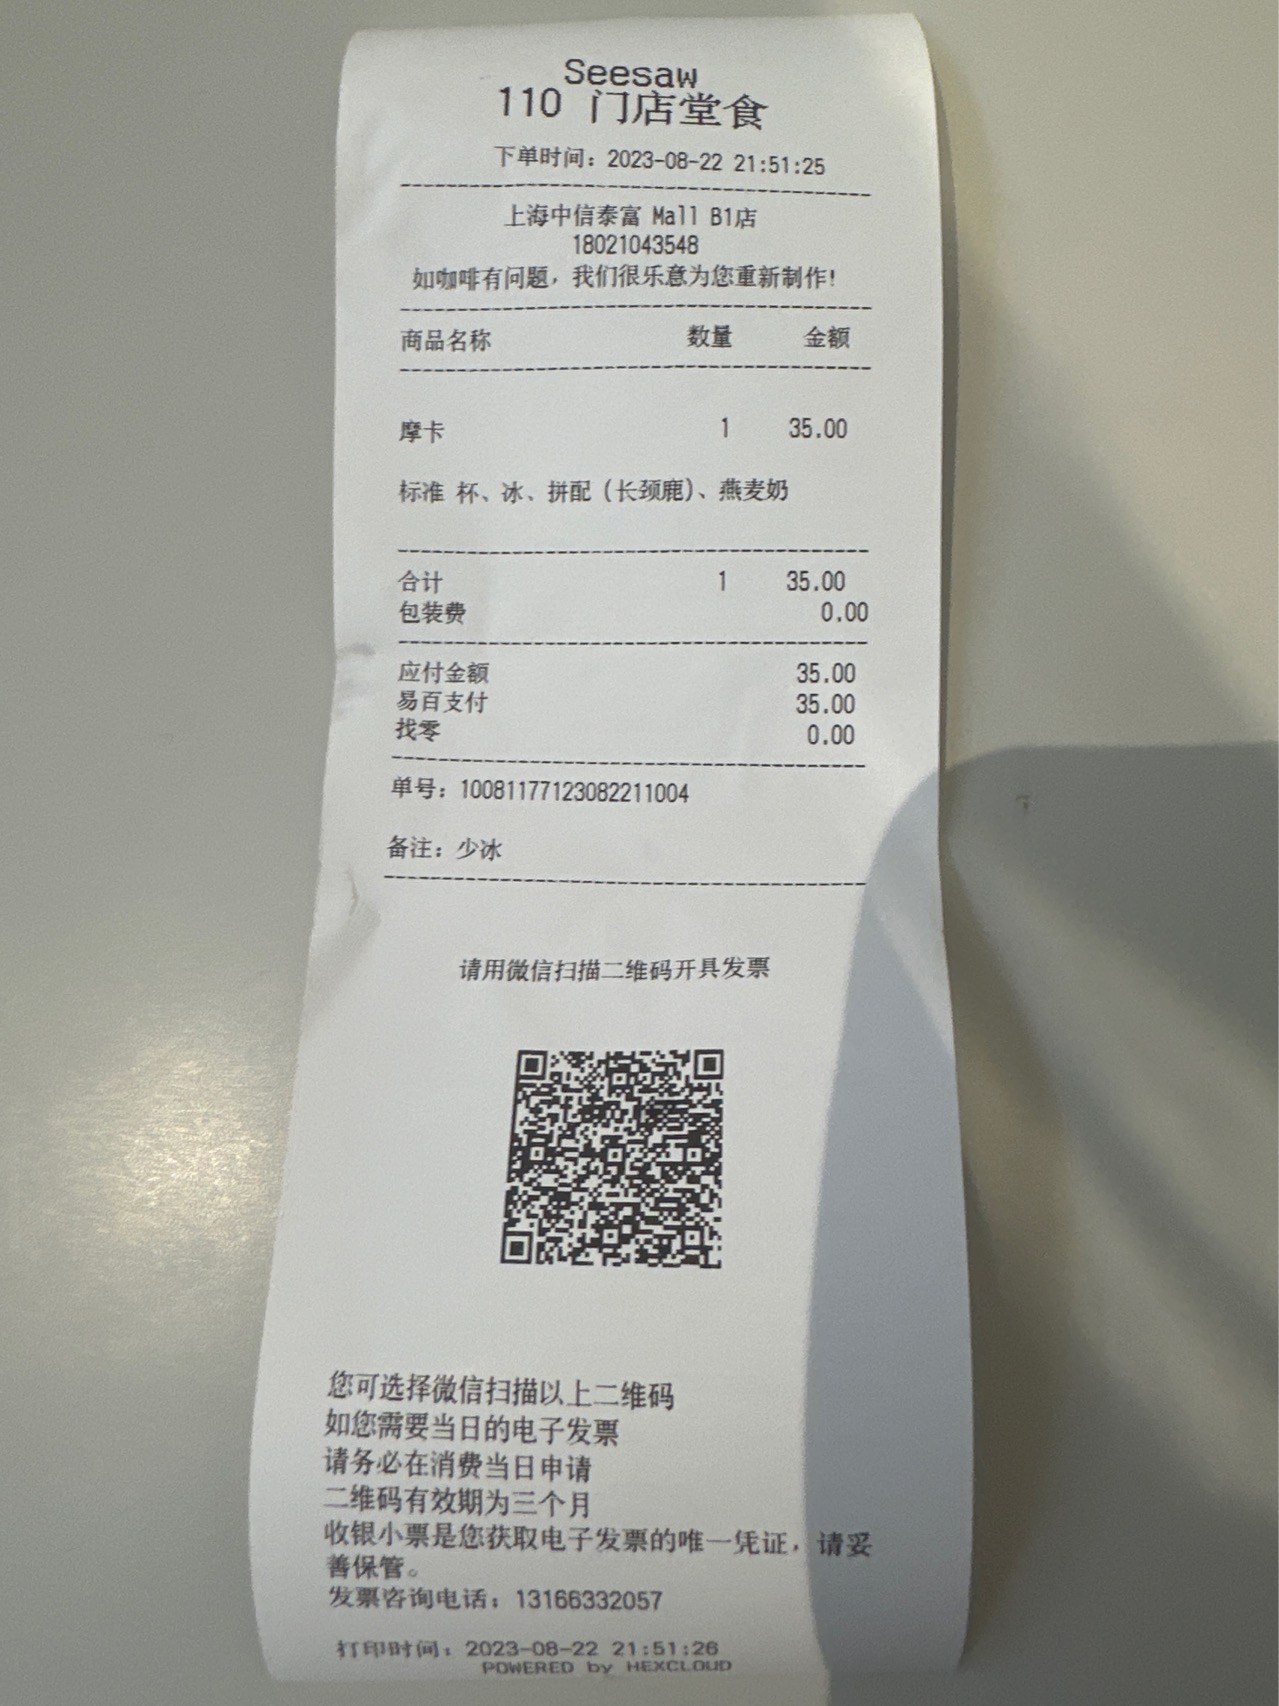 Seesaw
110 门店堂食
下单时间：2023-08-22 21:51:25
上海中信泰富 Mall B1店
18021043548
如咖啡有问题，我们很乐意为您重新制作!
商品名称 数量 金额
摩卡 1 35.00
标准 杯、冰、拼配（长颈鹿）、燕麦奶
合计 1 35.00
包装费 0.00
应付金额 35.00
易百支付 35.00
找零 0.00
单号：10081177123082211004
备注：少冰
请用微信扫描二维码开具发票
您可选择微信扫描以上二维码
如您需要当日的电子发票
请务必在消费当日申请
二维码有效期为三个月
收银小票是您获取电子发票的唯一凭证，请妥
善保管。
发票咨询电话：13166332057
打印时间：2023-08-22 21:51:26
POWERED by HEXCLOUD